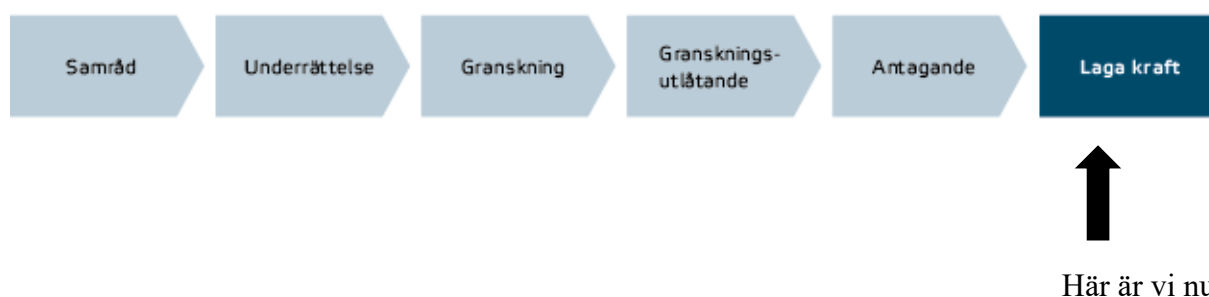 Samråd
Underrättelse
Granskning
Gransknings-
utlåtande
Antagande
Laga kraft
Här är vi nu